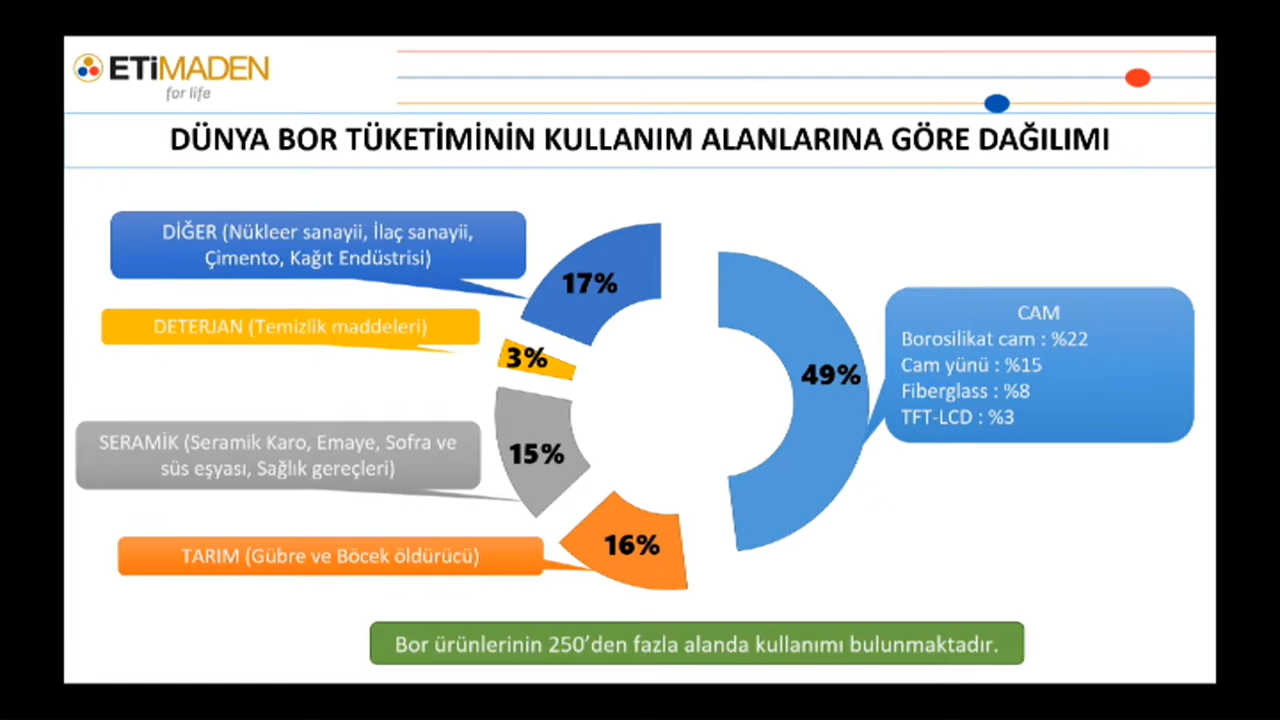 ETiMADEN
for life
DÜNYA BOR TÜKETİMİNİN KULLANIM ALANLARINA GÖRE DAĞILIMI
DİĞER (Nükleer sanayii, İlaç sanayii,
Çimento, Kağıt Endüstrisi)
17%
DETERJAN (Temizlik maddeleri)
3%
SERAMİK (Seramik Karo, Emaye, Sofra ve
süs eşyası, Sağlık gereçleri)
15%
TARIM (Gübre ve Böcek öldürücü)
16%
49%
CAM
Borosilikat cam : %22
Cam yünü : %15
Fiberglass : %8
TFT-LCD : %3
Bor ürünlerinin 250’den fazla alanda kullanımı bulunmaktadır.